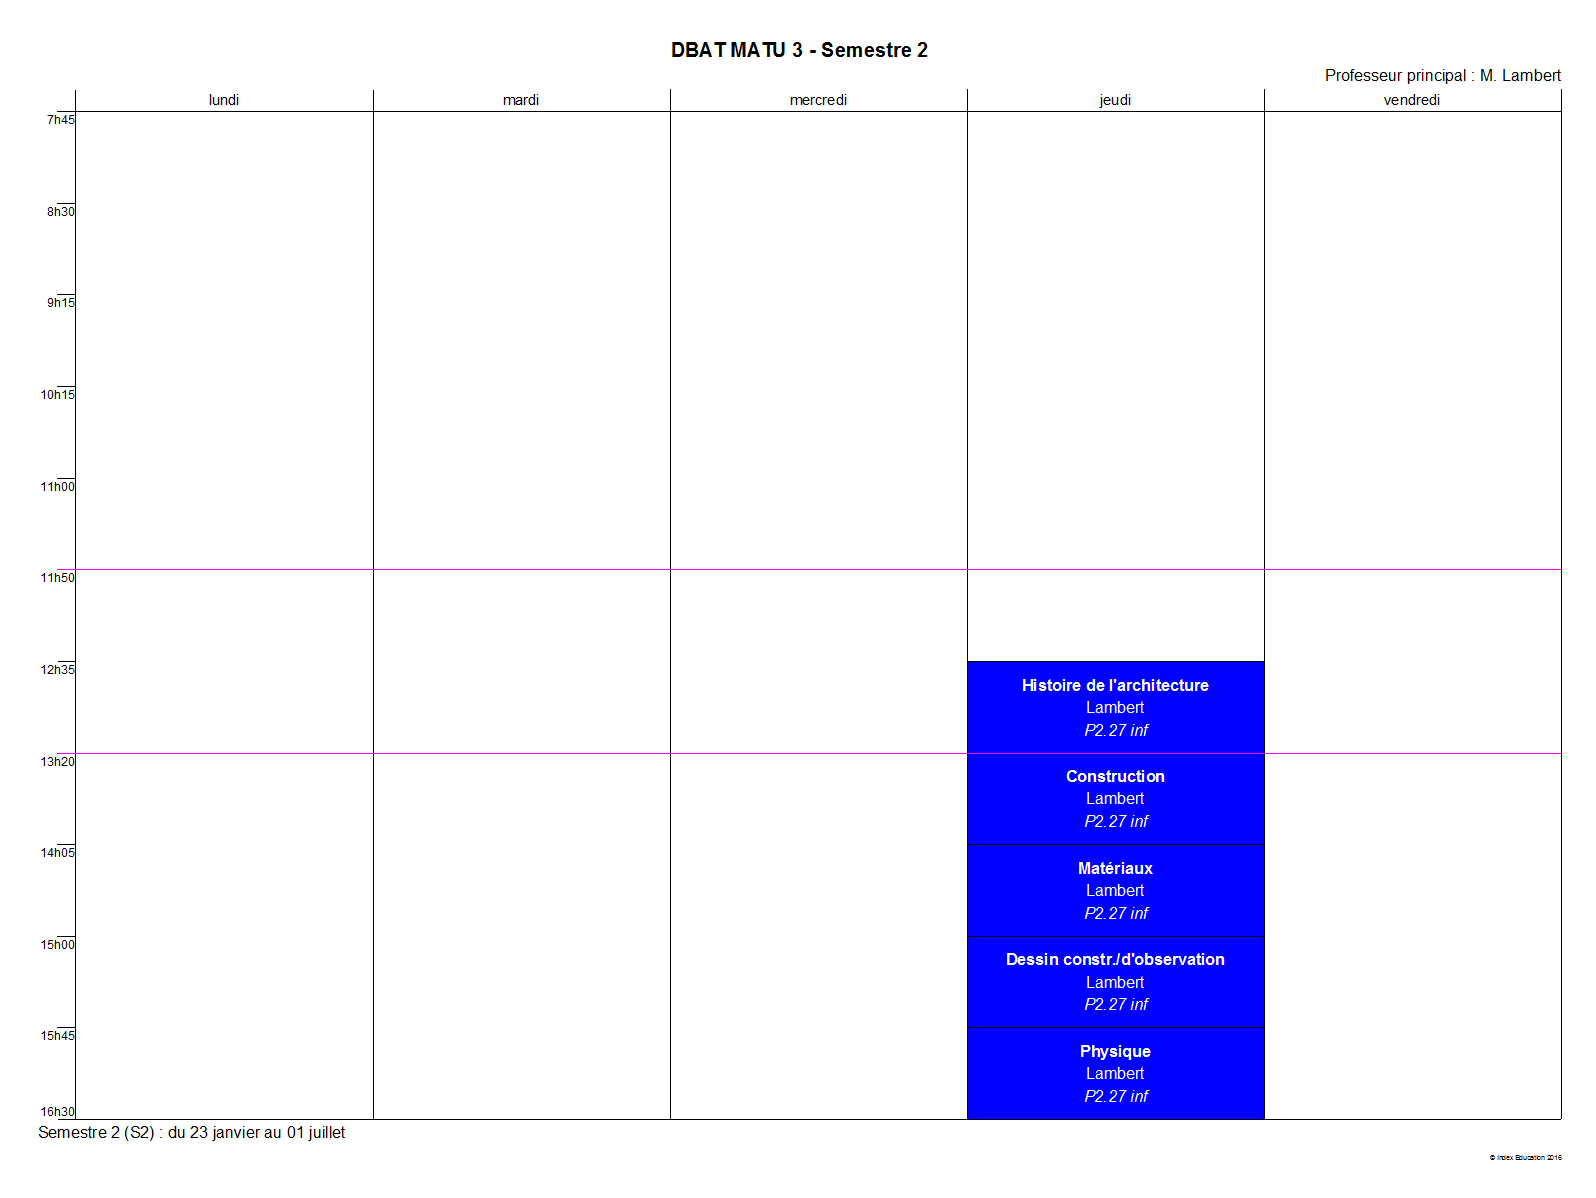 DBAT MATU 3 - Semestre 2
Professeur principal : M. Lambert
lundi mardi mercredi jeudi vendredi
7h45
8h30
9h15
10h15
11h00
11h50
12h35
Histoire de l'architecture
Lambert
P2.27 inf
13h20
Construction
Lambert
P2.27 inf
14h05
Matériaux
Lambert
P2.27 inf
15h00
Dessin constr./d'observation
Lambert
P2.27 inf
15h45
Physique
Lambert
P2.27 inf
16h30
Semestre 2 (S2) : du 23 janvier au 01 juillet
© Index Education 2016